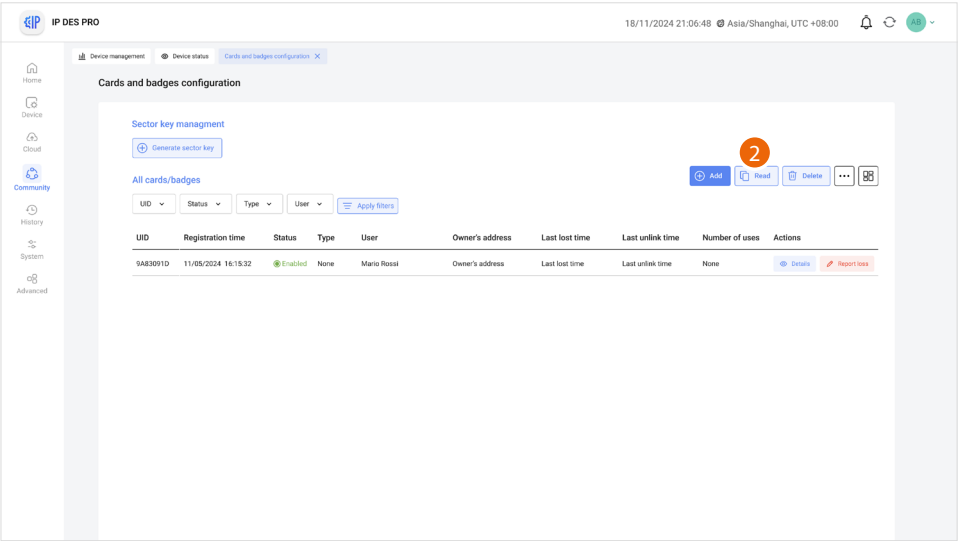 IP DES PRO
18/11/2024 21:06:48 Asia/Shanghai, UTC +08:00
AB
Device management
Device status
Cards and badges configuration
Home
Device
Cloud
Community
History
System
Advanced
Cards and badges configuration
Sector key managment
Generate sector key
2
All cards/badges
Add
Read
Delete
UID
Status
Type
User
Apply filters
UID Registration time Status Type User Owner's address Last lost time Last unlink time Number of uses Actions
9A83091D 11/05/2024 16:15:32 Enabled None Mario Rossi Owner's address Last lost time Last unlink time None Details Report loss